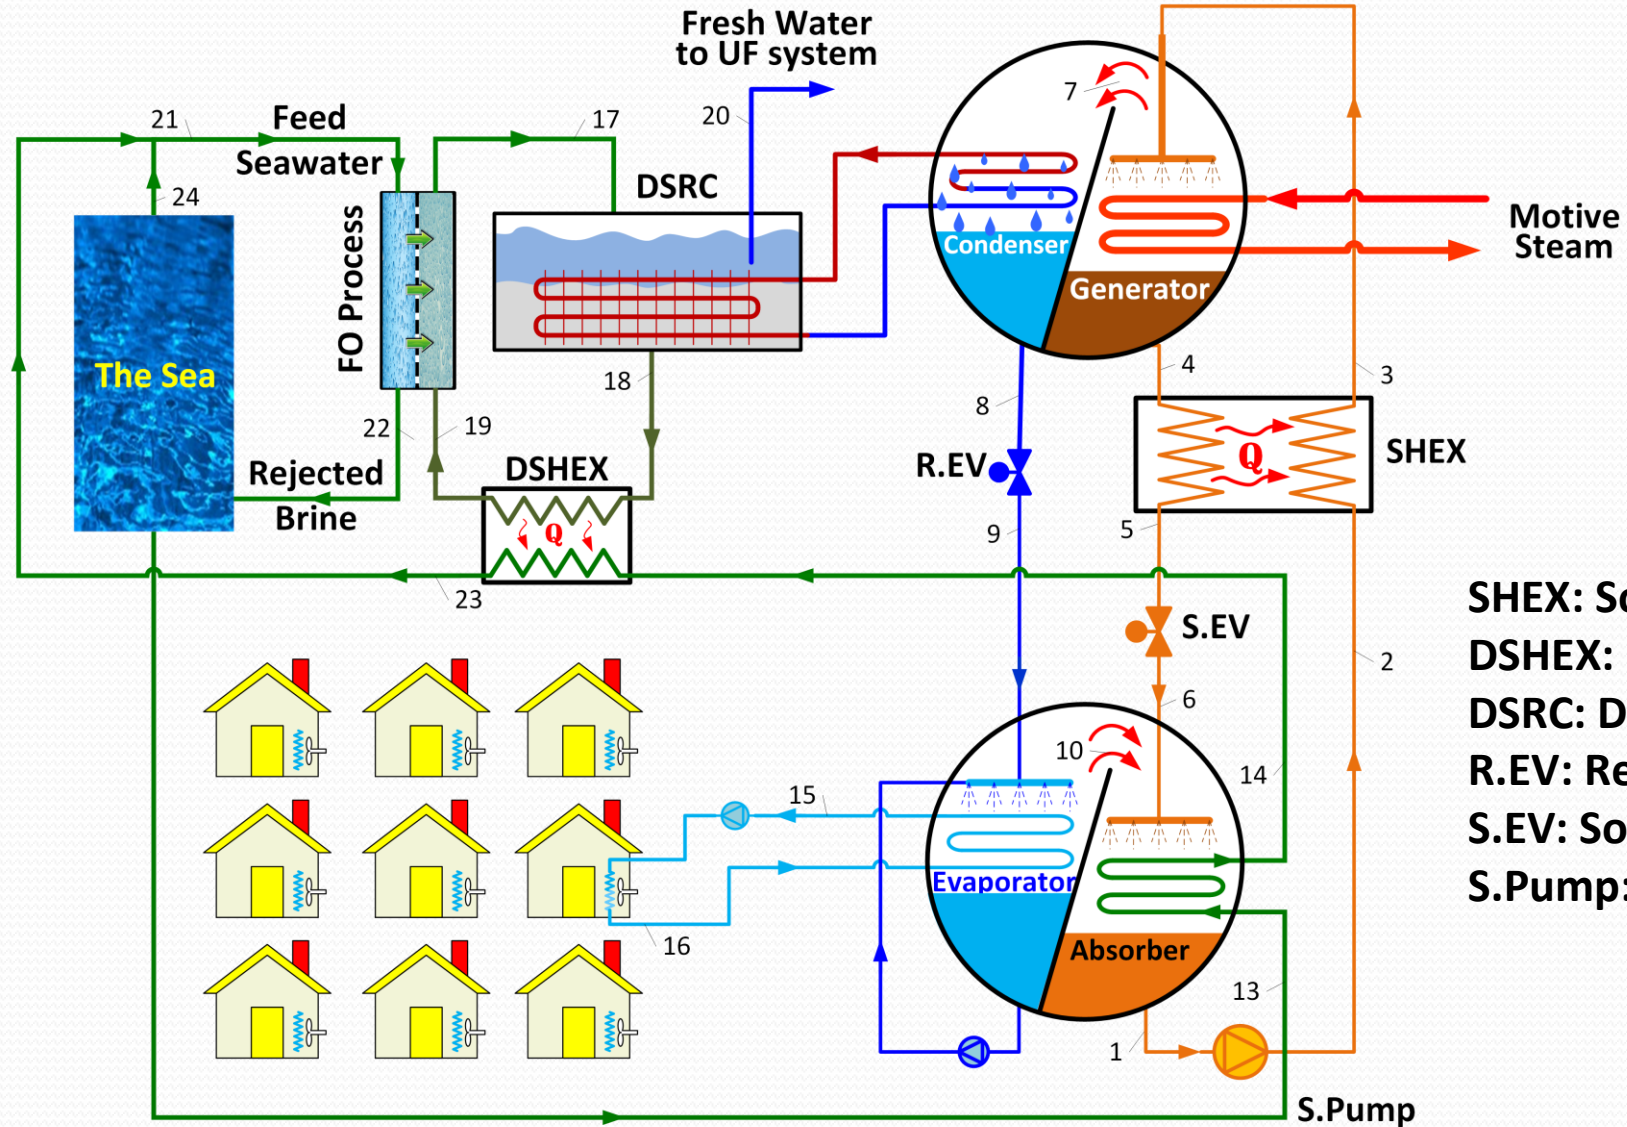 Fresh Water
to UF system
21
Feed
Seawater
17
20
7
24
DSRC
FO Process
Condenser
Generator
Motive
Steam
The Sea
18
8
4
3
22
19
Rejected
Brine
DSHEX
Q
R.EV
9
5
Q
SHEX
23
S.EV
SHEX: So
DSHEX:
2
6
DSRC: D
10
14
R.EV: Re
15
S.EV: So
Evaporator
S.Pump:
16
Absorber
13
1
S.Pump